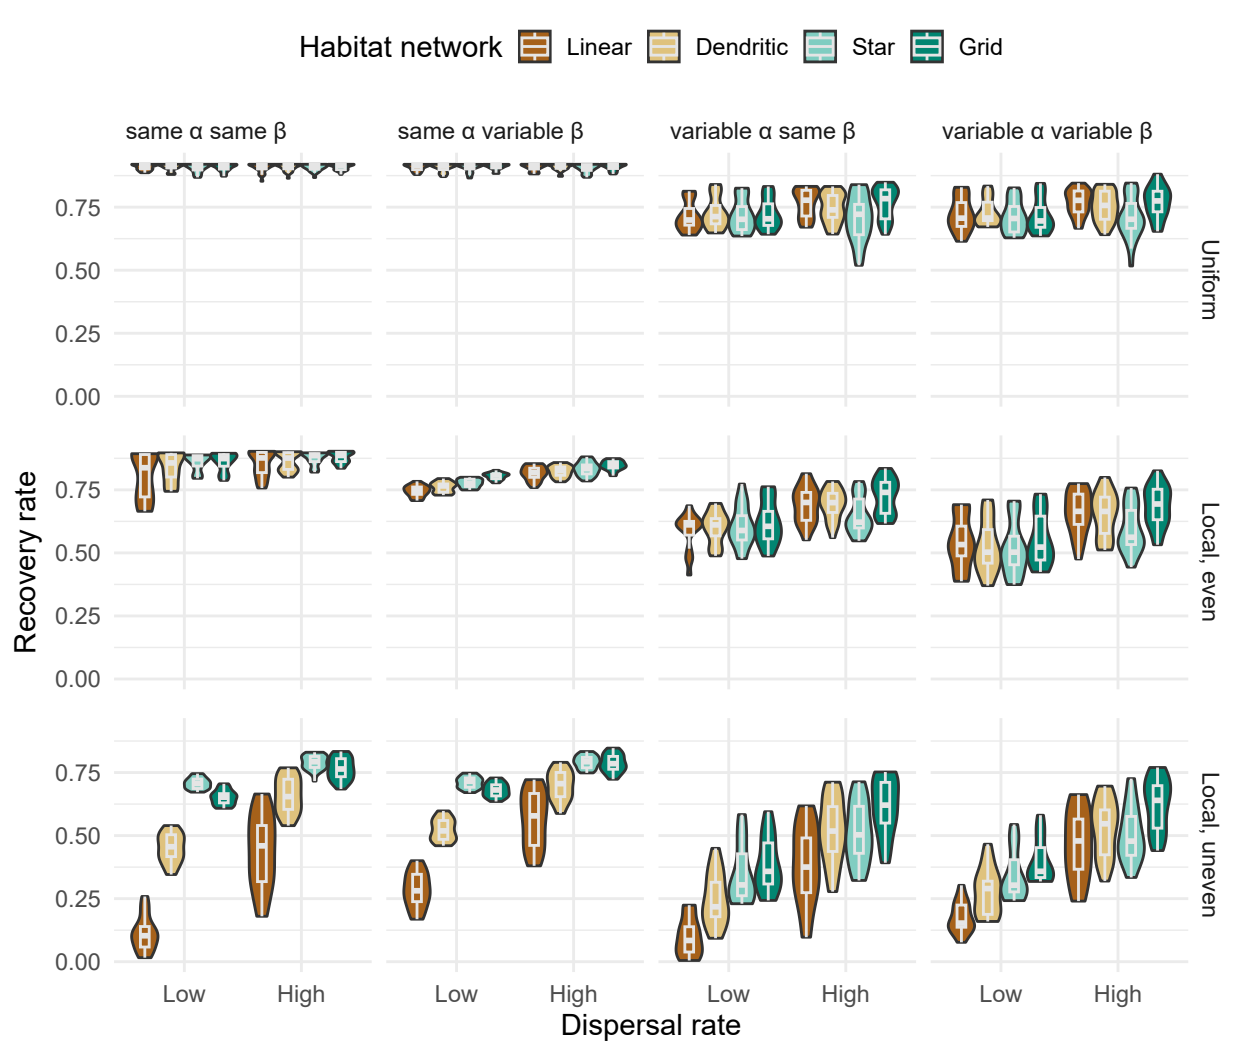 Habitat network Linear Dendritic Star Grid
same α same β same α variable β variable α same β variable α variable β
0.75
0.50
0.25
0.00
Uniform
0.75
0.50
0.25
0.00
Local, even
0.75
0.50
0.25
0.00
Local, uneven
Recovery rate
Low High Low High Low High Low High
Dispersal rate